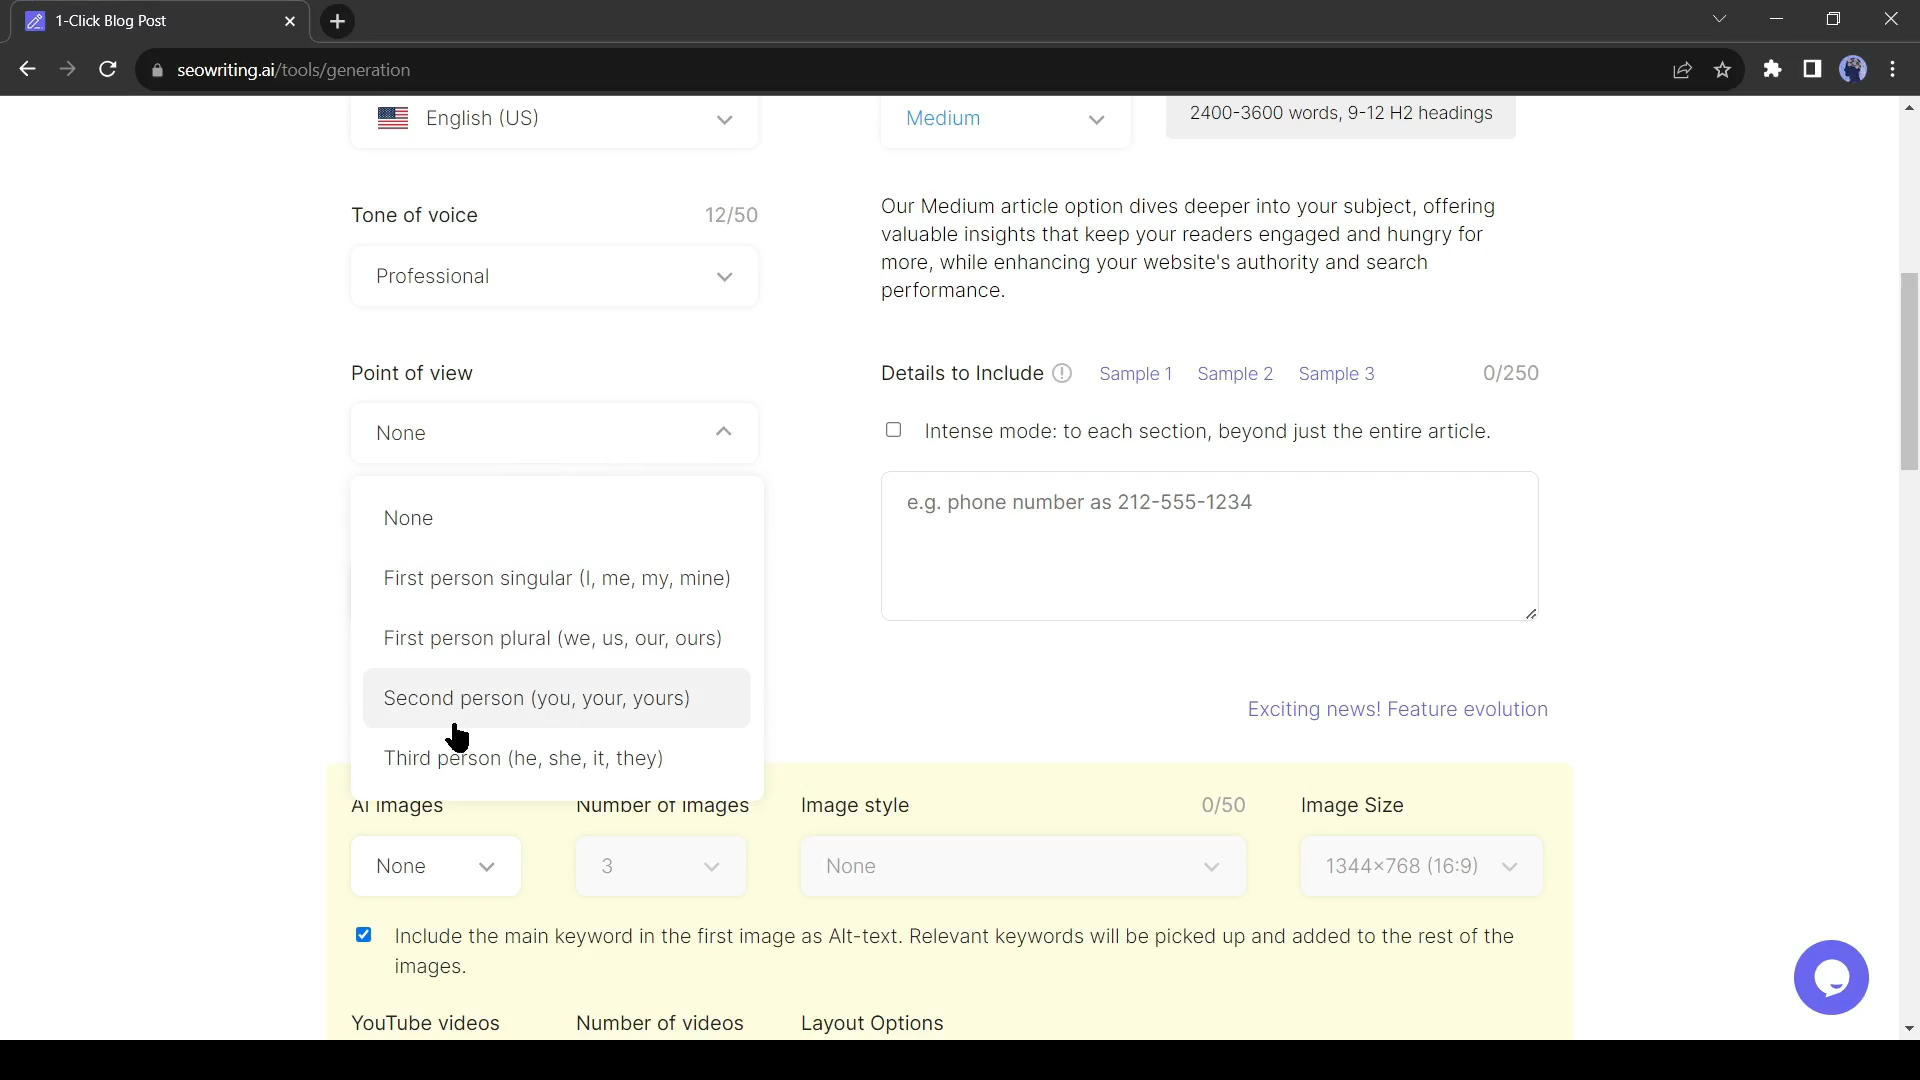 1-Click Blog Post
seowriting.ai/tools/generation
English (US)
Medium
2400-3600 words, 9-12 H2 headings
Tone of voice
12/50
Professional
Our Medium article option dives deeper into your subject, offering
valuable insights that keep your readers engaged and hungry for
more, while enhancing your website's authority and search
performance.
Point of view
None
Details to Include
Sample 1
Sample 2
Sample 3
0/250
Intense mode: to each section, beyond just the entire article.
e.g. phone number as 212-555-1234
None
First person singular (I, me, my, mine)
First person plural (we, us, our, ours)
Second person (you, your, yours)
Third person (he, she, it, they)
Exciting news! Feature evolution
AI images
Number of images
Image style
0/50
Image Size
None
3
None
1344×768 (16:9)
Include the main keyword in the first image as Alt-text. Relevant keywords will be picked up and added to the rest of the
images.
YouTube videos
Number of videos
Layout Options